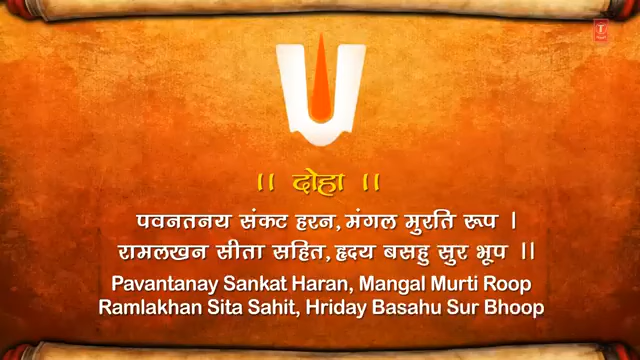 ।। दोहा ।।
पवनतनय संकट हरन, मंगल मुरति रूप ।
रामलखन सीता सहित, हृदय बसहु सुर भूप ।।
Pavantanay Sankat Haran, Mangal Murti Roop
Ramlakhan Sita Sahit, Hriday Basahu Sur Bhoop